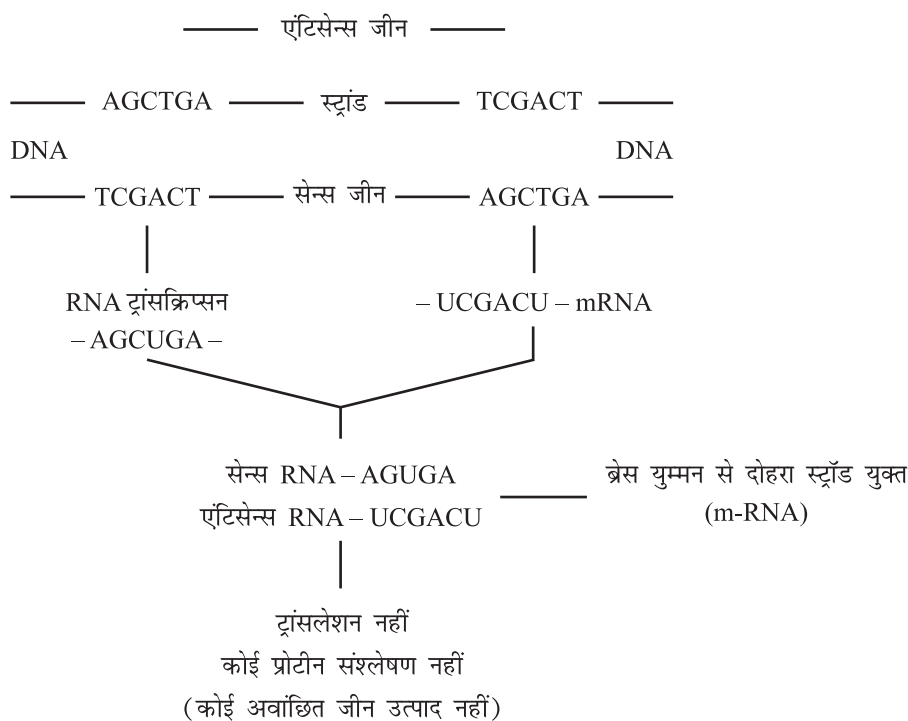 एंटिसेन्स जीन
AGCTGA स्ट्रांड TCGACT
DNA DNA
TCGACT सेन्स जीन AGCTGA
RNA ट्रांसक्रिप्सन – UCGACU – mRNA
– AGCUGA –
सेन्स RNA – AGUGA
एंटिसेन्स RNA – UCGACU
ब्रेस युम्मन से दोहरा स्ट्रॉड युक्त
(m-RNA)
ट्रांसलेशन नहीं
कोई प्रोटीन संश्लेषण नहीं
(कोई अवांछित जीन उत्पाद नहीं)